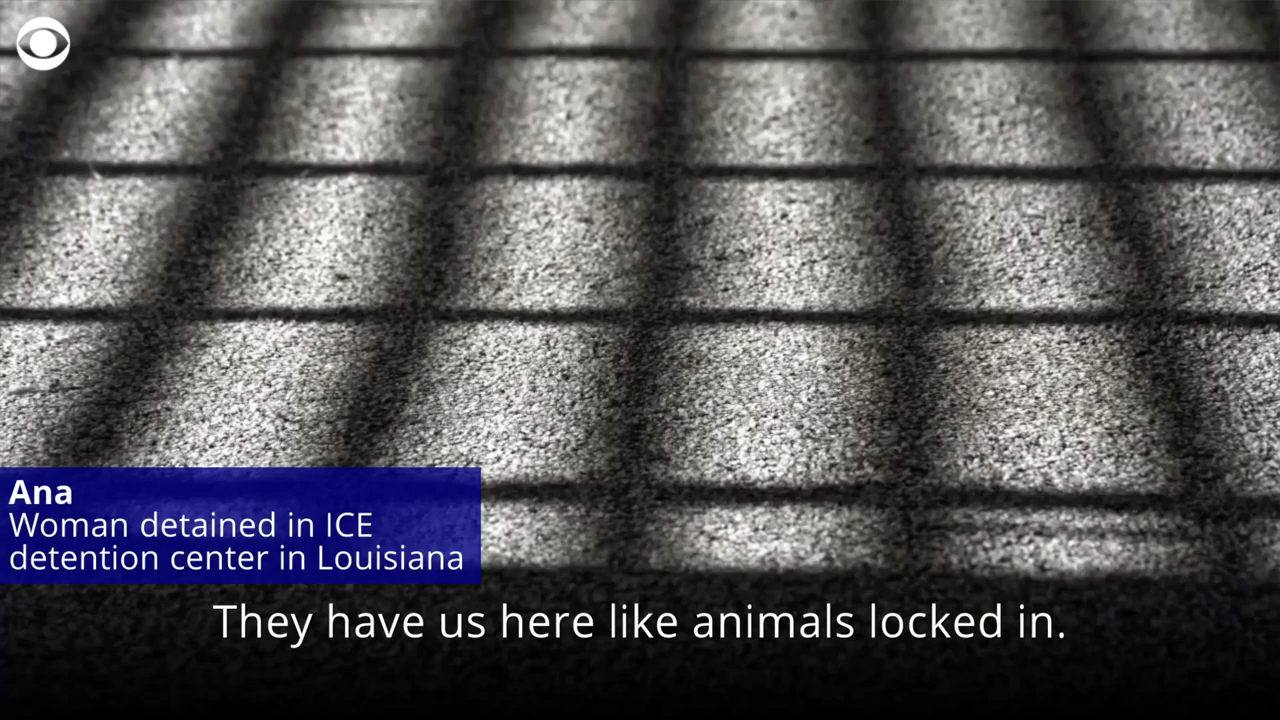 Ana
Woman detained in ICE
detention center in Louisiana
They have us here like animals locked in.